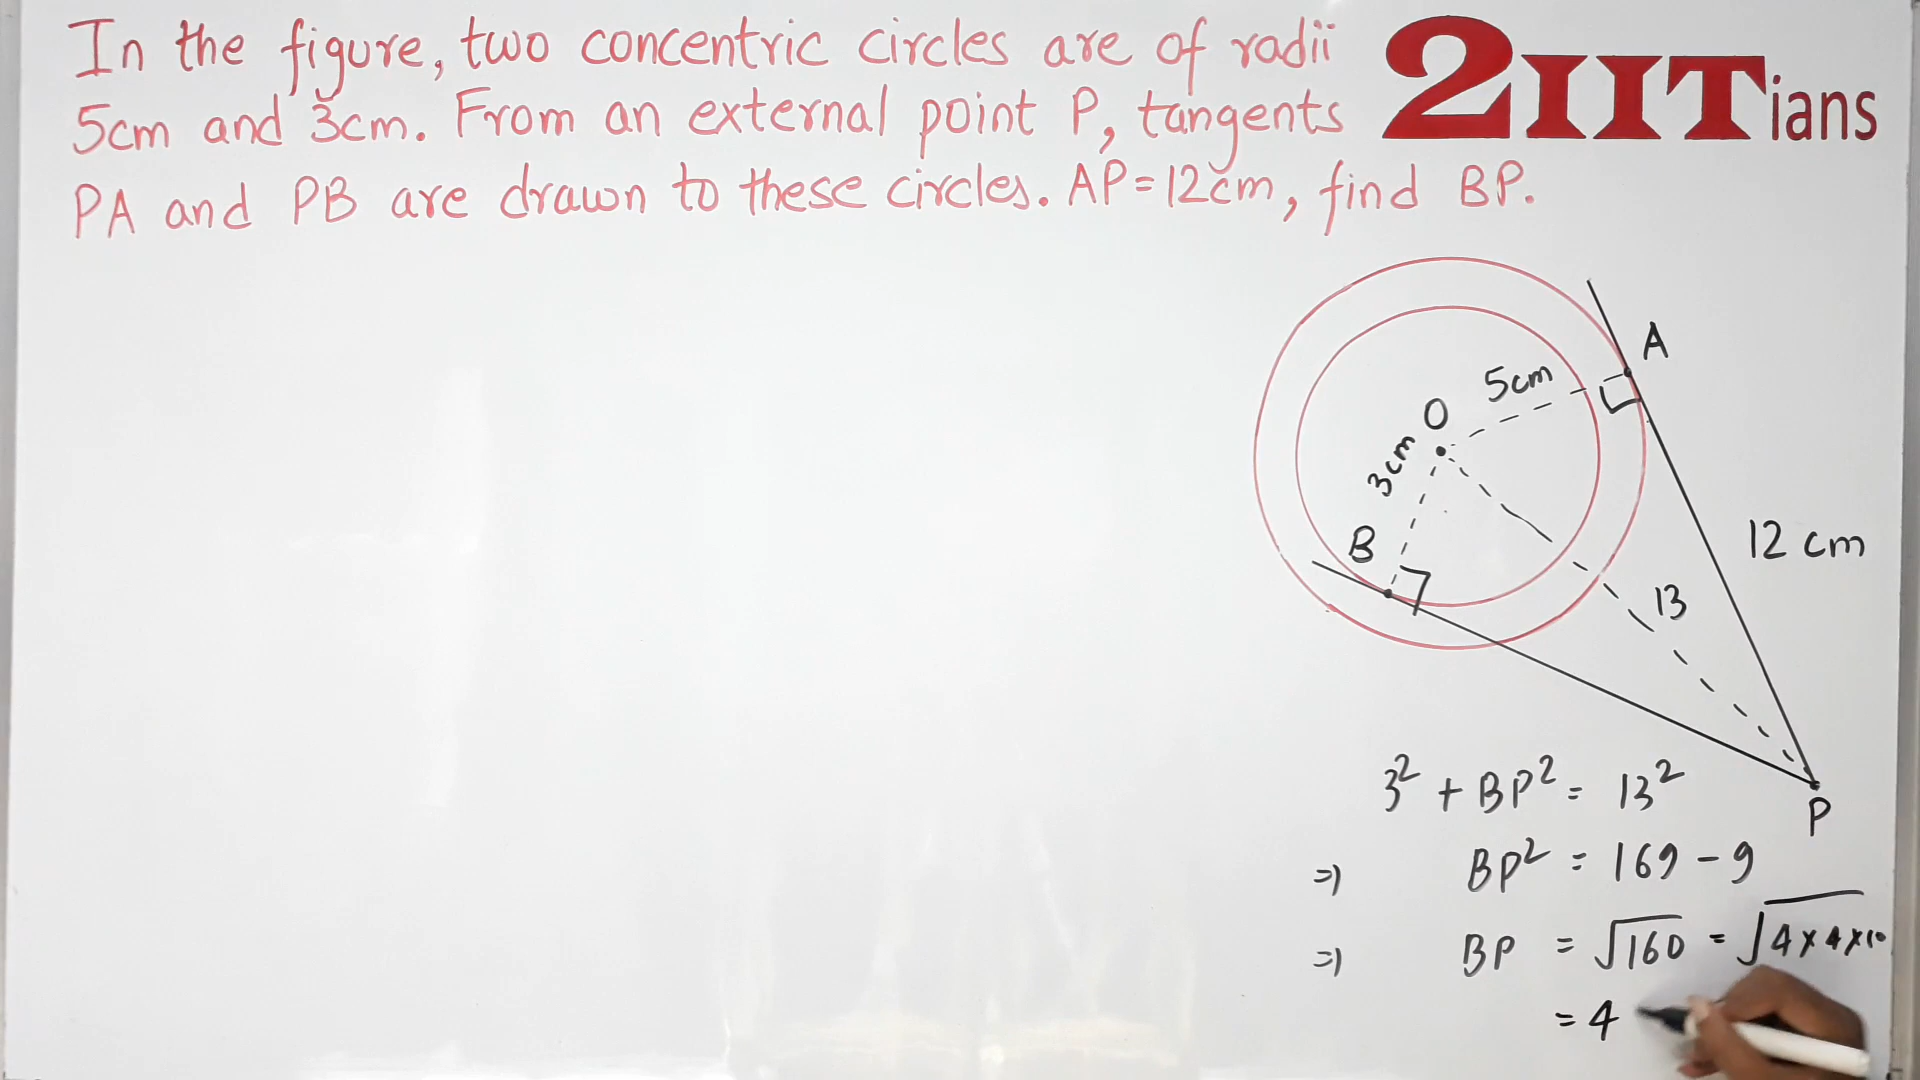 In the figure, two concentric circles are of radii
5cm and 3cm. From an external point P, tangents
PA and PB are drawn to these circles. AP=12cm, find BP.
2IITians
A
5cm
O
3cm
B
12 cm
13
P
3² + BP² = 13²
⇒ BP² = 169 - 9
⇒ BP = √160 = √4×4×10
= 4